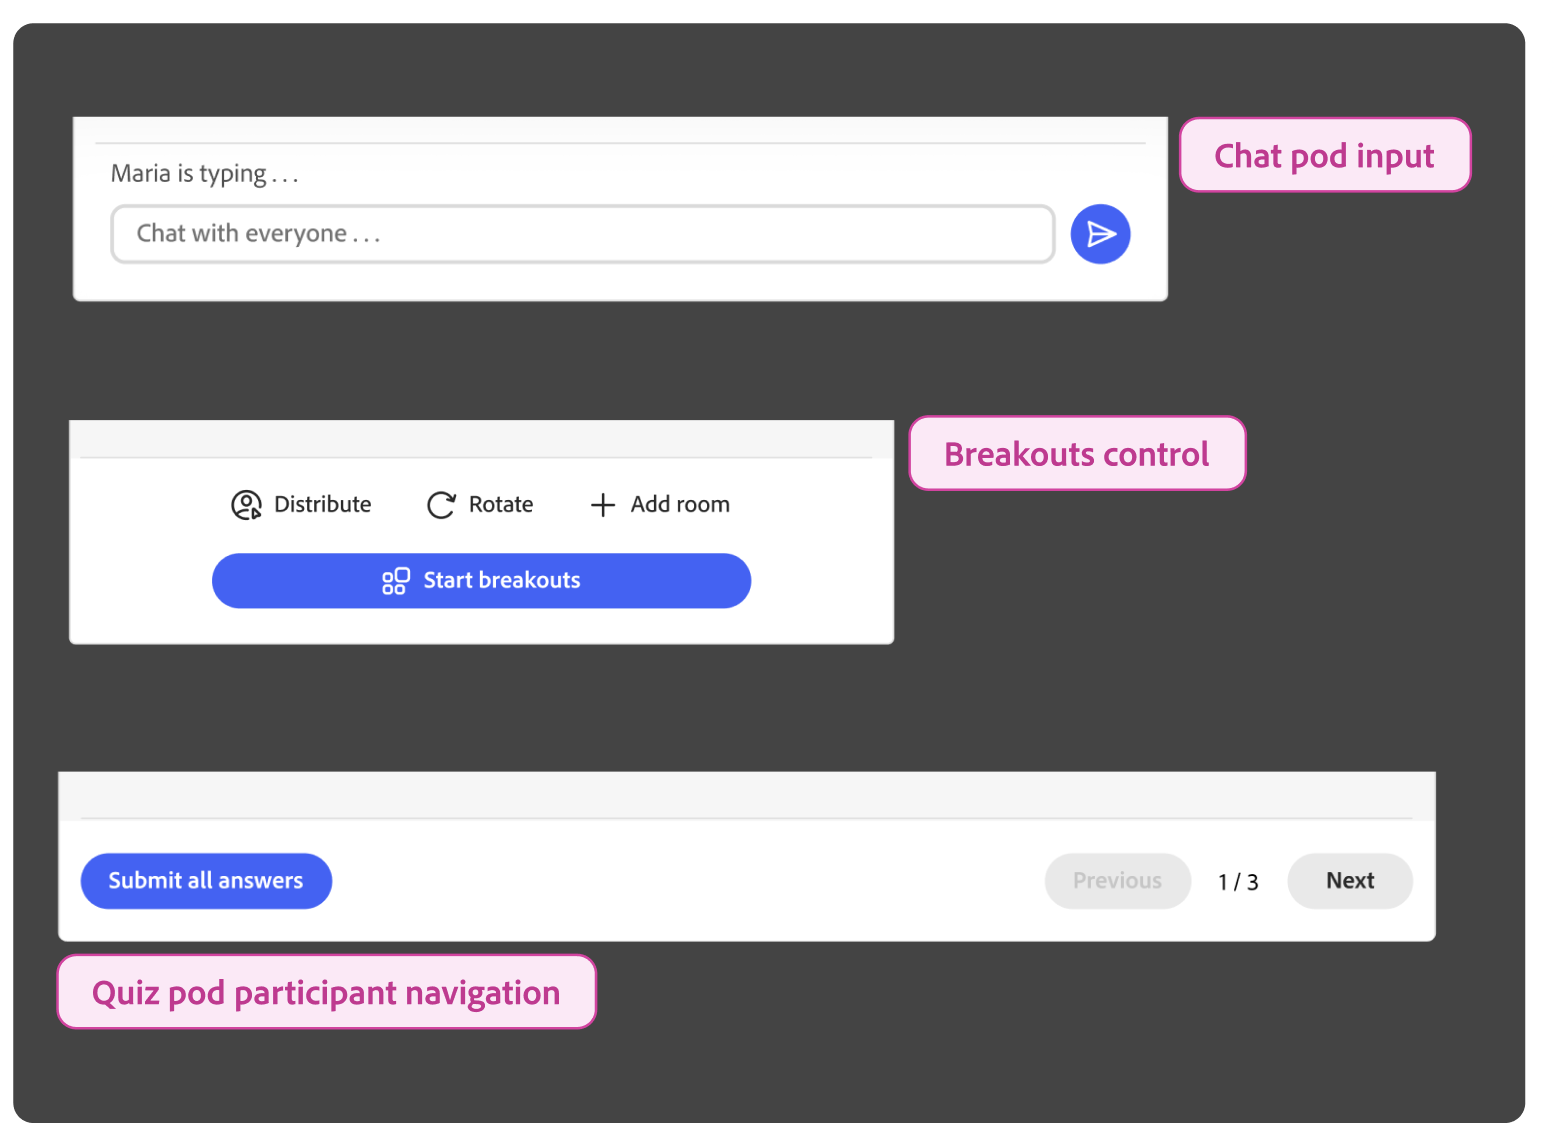 Chat pod input
Maria is typing . . .
Chat with everyone . . .
Breakouts control
Distribute Rotate Add room
Start breakouts
Submit all answers Previous 1 / 3 Next
Quiz pod participant navigation